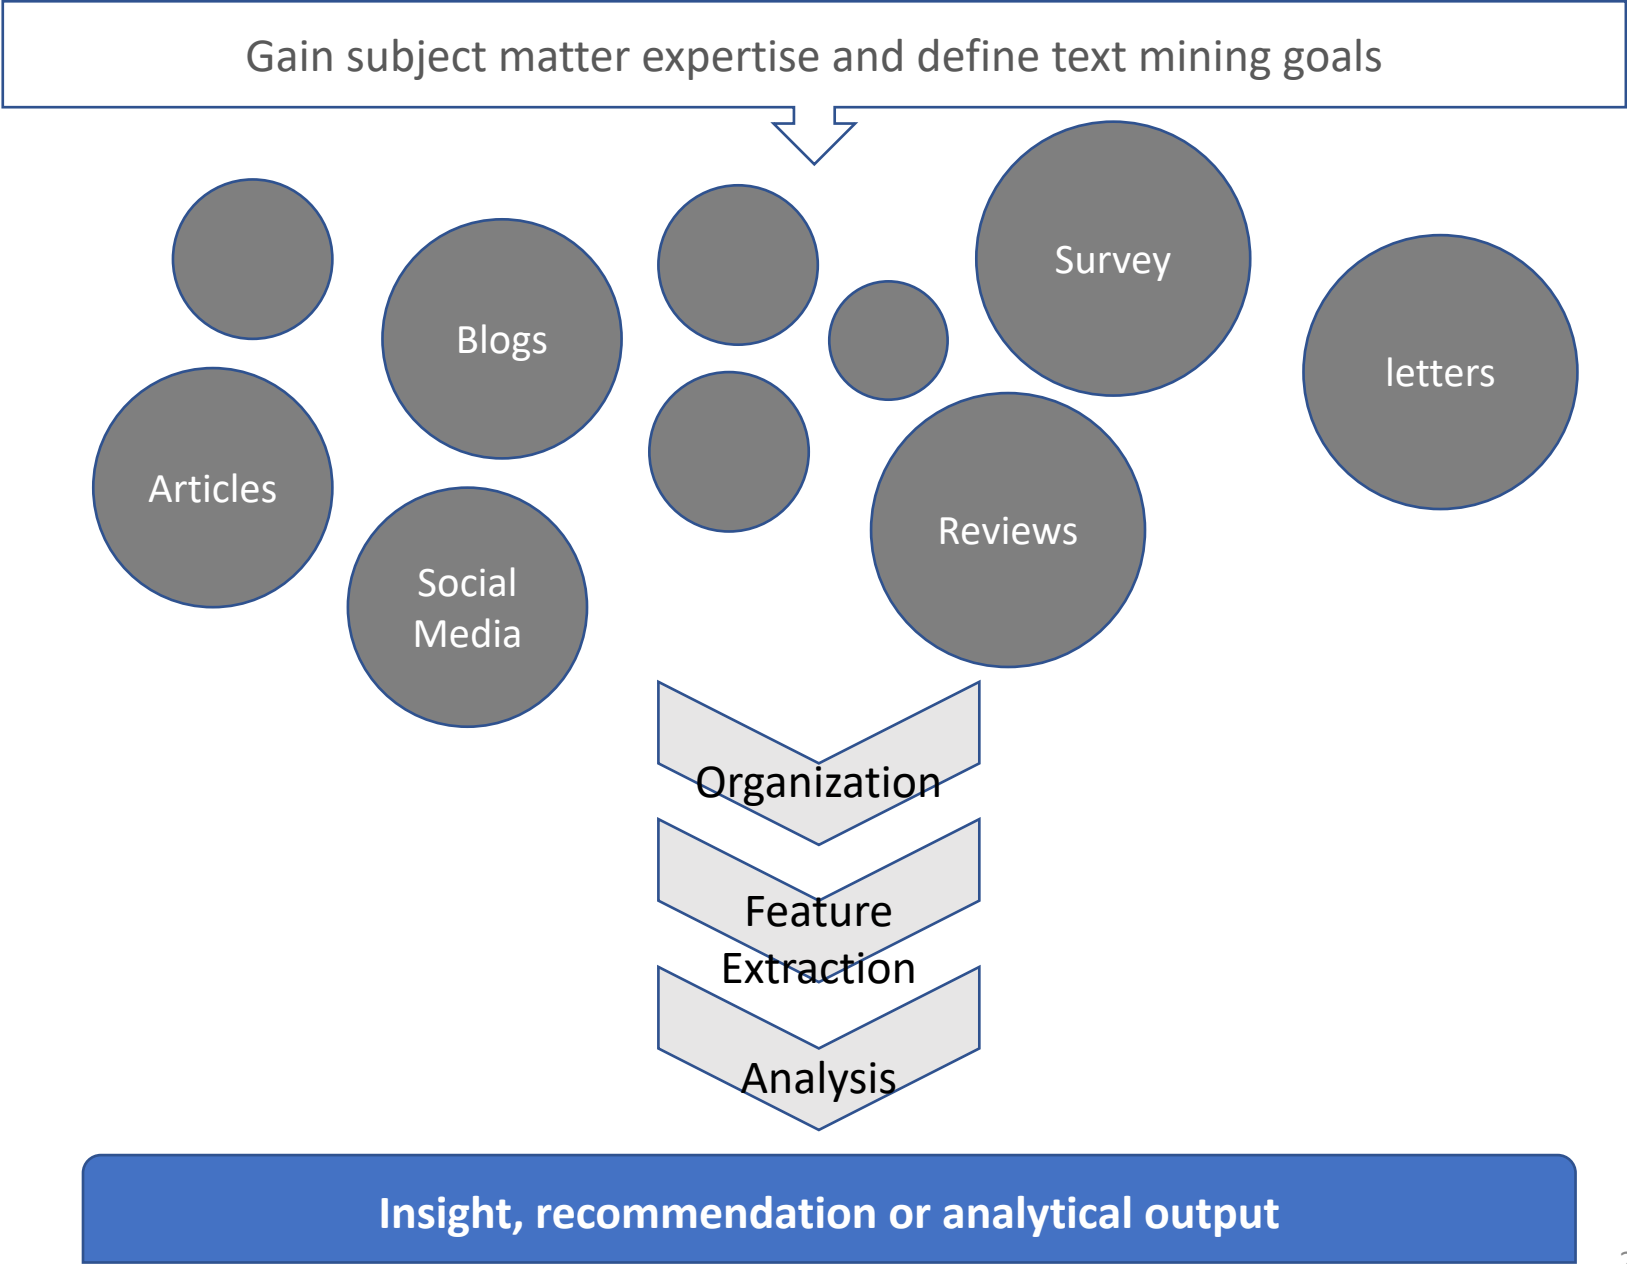 Gain subject matter expertise and define text mining goals
Survey
Blogs
letters
Articles
Reviews
Social
Media
Organization
Feature
Extraction
Analysis
Insight, recommendation or analytical output